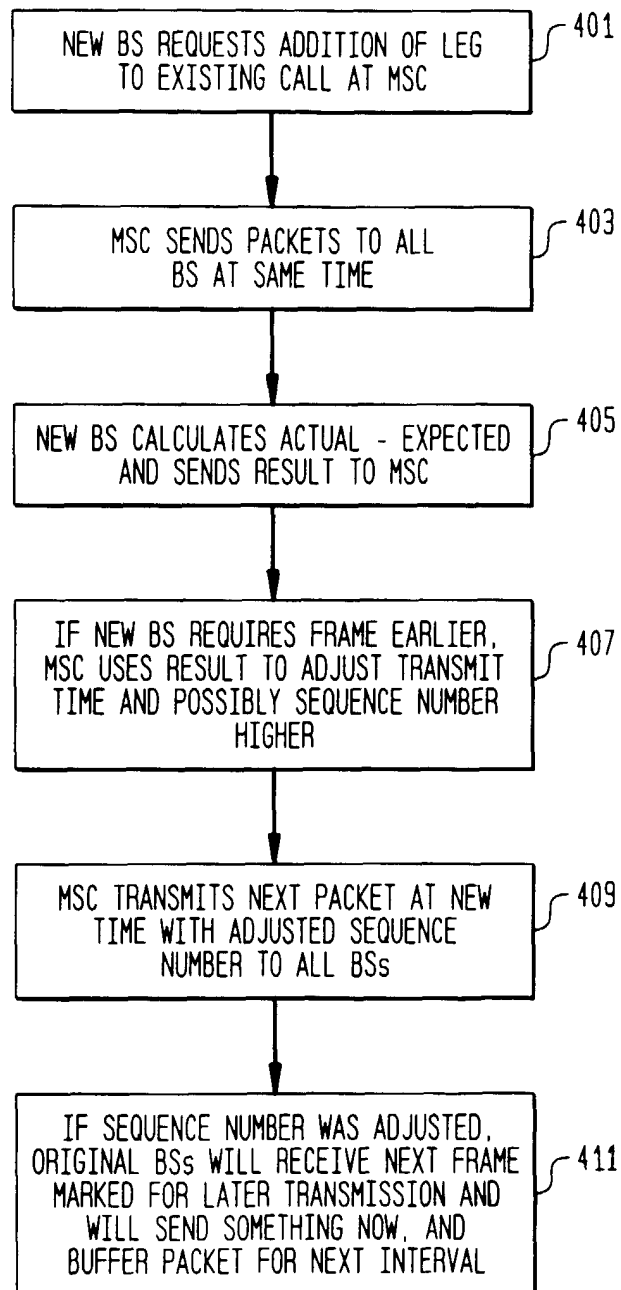 NEW BS REQUESTS ADDITION OF LEG
TO EXISTING CALL AT MSC
401
MSC SENDS PACKETS TO ALL
BS AT SAME TIME
403
NEW BS CALCULATES ACTUAL - EXPECTED
AND SENDS RESULT TO MSC
405
IF NEW BS REQUIRES FRAME EARLIER,
MSC USES RESULT TO ADJUST TRANSMIT
TIME AND POSSIBLY SEQUENCE NUMBER
HIGHER
407
MSC TRANSMITS NEXT PACKET AT NEW
TIME WITH ADJUSTED SEQUENCE
NUMBER TO ALL BSs
409
IF SEQUENCE NUMBER WAS ADJUSTED,
ORIGINAL BSs WILL RECEIVE NEXT FRAME
MARKED FOR LATER TRANSMISSION AND
WILL SEND SOMETHING NOW, AND
BUFFER PACKET FOR NEXT INTERVAL
411